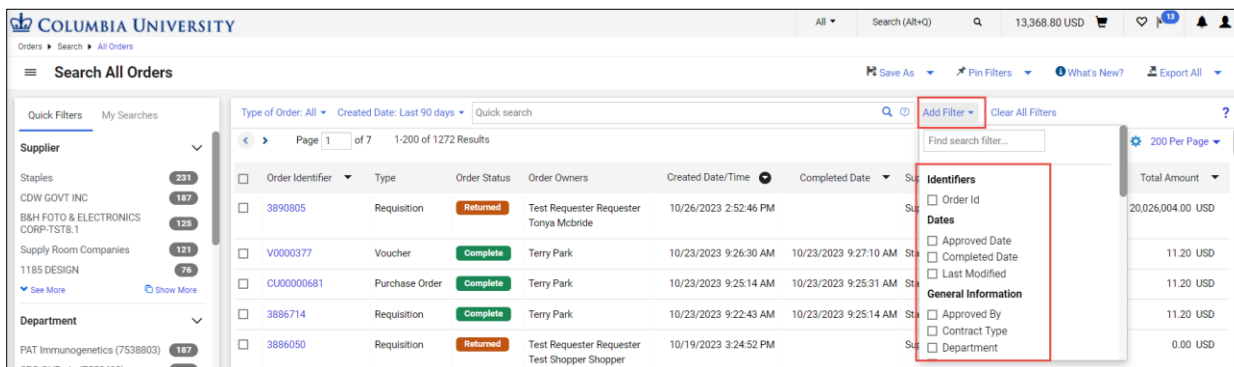 COLUMBIA UNIVERSITY
All
Search (Alt+Q)
13,368.80 USD
13
Orders Search All Orders
Search All Orders
Save As
Pin Filters
What's New?
Export All
Quick Filters My Searches
Type of Order: All Created Date: Last 90 days Quick search
Add Filter Clear All Filters
?
Page 1 of 7 1-200 of 1272 Results
200 Per Page
Supplier
Staples 231
CDW GOVT INC 187
B&H FOTO & ELECTRONICS
CORP-TST8.1 125
Supply Room Companies 121
1185 DESIGN 76
See More Show More
Department
PAT Immunogenetics (7538803) 187
Order Identifier Type Order Status Order Owners Created Date/Time Completed Date Total Amount
3890805 Requisition Returned Test Requester Requester 10/26/2023 2:52:46 PM 20,026,004.00 USD
Tonya Mcbride
V0000377 Voucher Complete Terry Park 10/23/2023 9:26:30 AM 10/23/2023 9:27:10 AM 11.20 USD
CU00000681 Purchase Order Complete Terry Park 10/23/2023 9:25:14 AM 10/23/2023 9:25:31 AM 11.20 USD
3886714 Requisition Complete Terry Park 10/23/2023 9:22:43 AM 10/23/2023 9:25:14 AM 11.20 USD
3886050 Requisition Returned Test Requester Requester 10/19/2023 3:24:52 PM 0.00 USD
Test Shopper Shopper
Find search filter...
Identifiers
Order Id
Dates
Approved Date
Completed Date
Last Modified
General Information
Approved By
Contract Type
Department